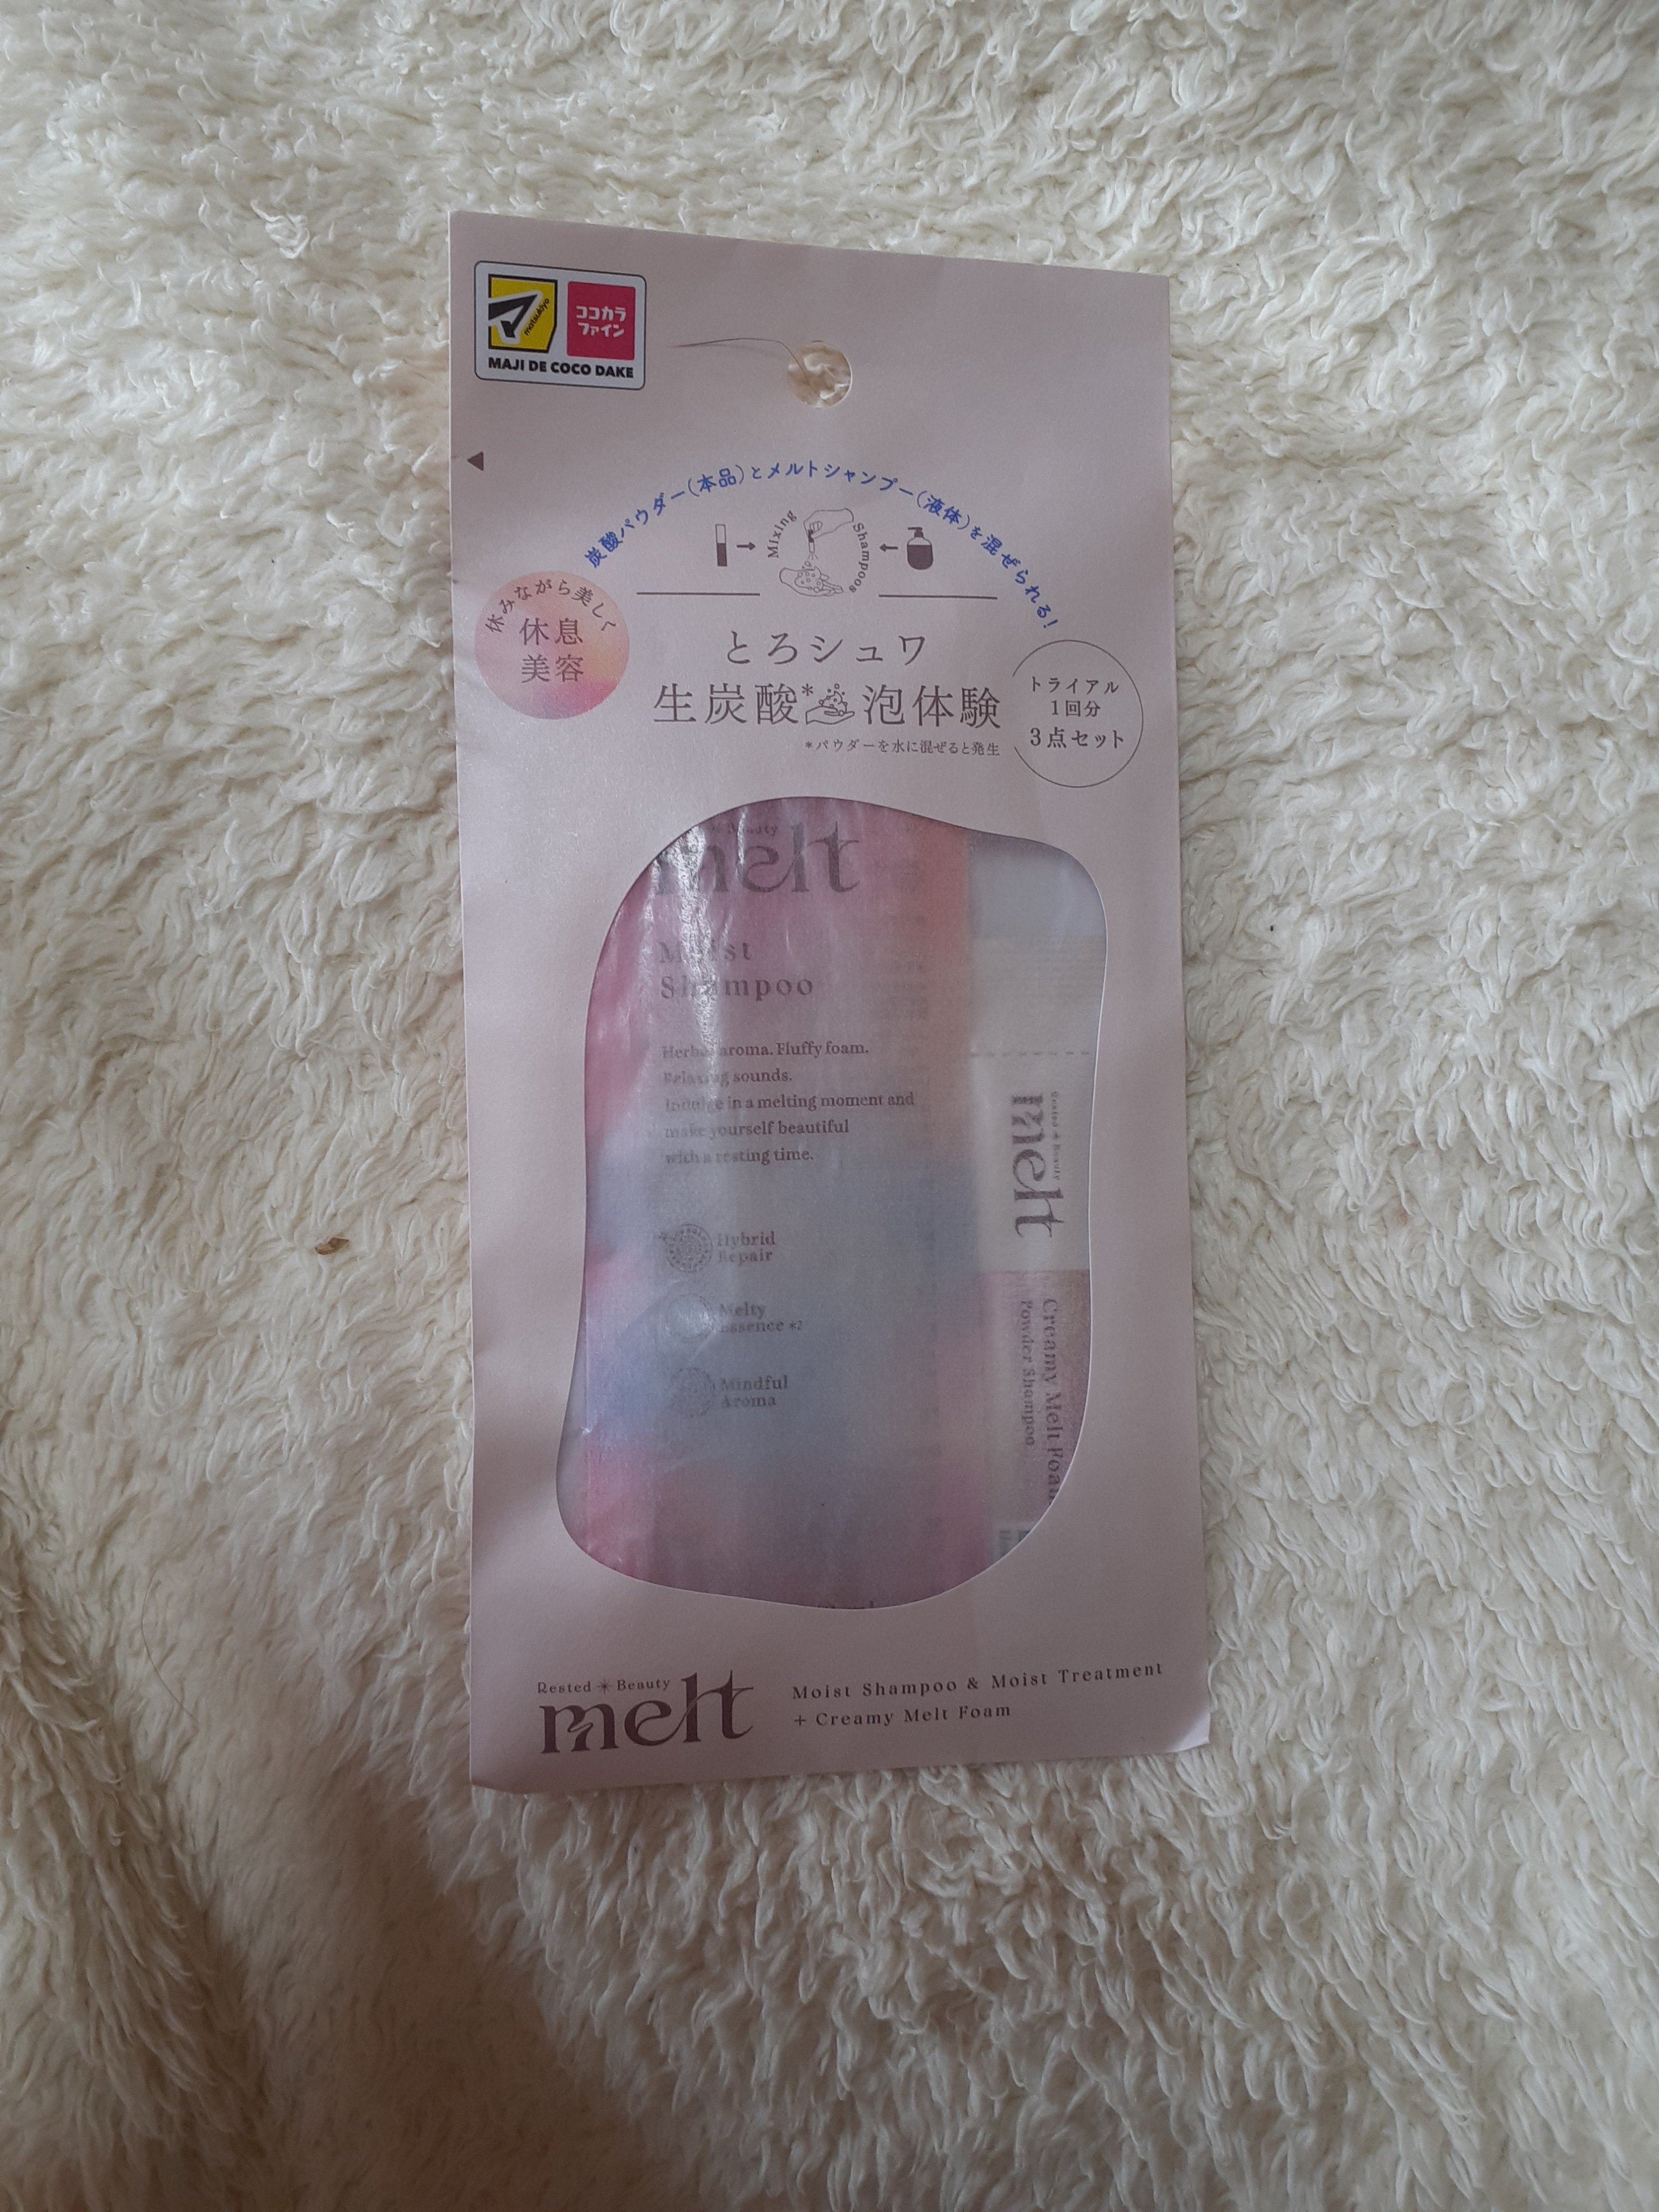 matsukiyo
ココカラ
ファイン
MAJI DE COCO DAKE
炭酸パウダー(本品)とメルトシャンプー(液体)を混ぜられる!
Mixing
Shampoos
休みながら美しく
休息
美容
とろシュワ
生炭酸*泡体験
*パウダーを水に混ぜると発生
トライアル
1回分
3点セット
Beauty
melt
Moist
Shampoo
Herbal aroma. Fluffy foam.
Relaxing sounds.
Indulge in a melting moment and
make yourself beautiful
with a resting time.
Hybrid
Repair
Melty
Essence *2
Mindful
Aroma
Rested Beauty
melt
Creamy Melt Foam
Powder Shampoo
Rested Beauty
melt
Moist Shampoo & Moist Treatment
+ Creamy Melt Foam